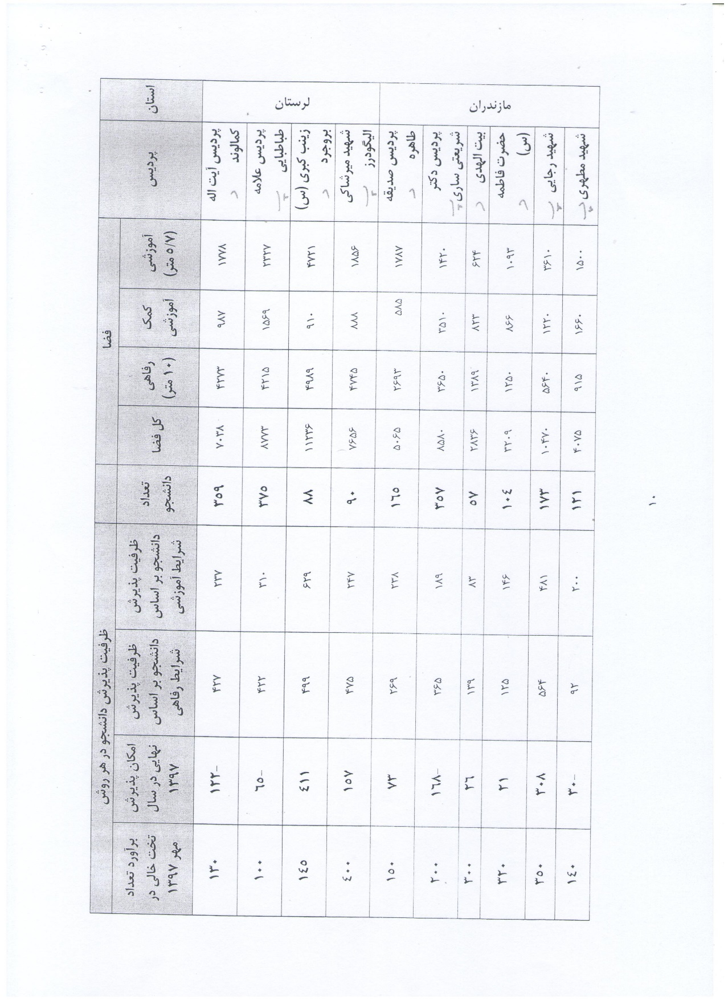 استان
پردیس
فضا
تعداد دانشجو
ظرفیت پذیرش دانشجو در هر روش
آموزشی (۵/۷ متر)
کمک آموزشی
رفاهی (۱۰ متر)
کل فضا
ظرفیت پذیرش دانشجو بر اساس شرایط آموزشی
ظرفیت پذیرش دانشجو بر اساس شرایط رفاهی
امکان پذیرش نهایی در سال ۱۳۹۷
برآورد تعداد تخت خالی در مهر ۱۳۹۷
لرستان
پردیس آیت اله کمالوند ۱۷۷۸ ۹۸۷ ۴۲۷۳ ۷۰۳۸ ۳۵۹ ۲۳۷ ۴۲۷ ۱۲۲- ۱۳۰
پردیس علامه طباطبایی ۲۳۲۷ ۱۵۶۹ ۴۲۱۵ ۸۷۷۳ ۳۷۵ ۳۱۰ ۴۲۲ ۶۵- ۱۰۰
زینب کبری (س) بروجرد ۴۷۲۱ ۹۱۰ ۴۹۸۹ ۱۱۲۳۶ ۸۸ ۶۲۹ ۴۹۹ ۴۱۱ ۱۴۵
شهید میرشاکی الیگودرز ۱۸۵۶ ۸۸۸ ۴۷۴۵ ۷۶۵۶ ۹۰ ۲۴۷ ۴۷۵ ۱۵۷ ۴۰۰
مازندران
پردیس صدیقه طاهره ۱۷۸۷ ۵۸۵ ۲۶۹۳ ۵۰۶۵ ۱۶۵ ۲۳۸ ۲۶۹ ۷۳ ۱۵۰
پردیس دکتر شریعتی ساری ۱۴۲۰ ۳۵۱۰ ۳۶۵۰ ۸۵۸۰ ۳۵۷ ۱۸۹ ۳۶۵ ۱۶۸- ۲۰۰
بیت الهدی ۶۲۴ ۸۲۳ ۱۳۸۹ ۲۸۳۶ ۵۷ ۸۳ ۱۳۹ ۲۶ ۳۰۰
حضرت فاطمه (س) ۱۰۹۳ ۸۶۶ ۱۲۵۰ ۳۲۰۹ ۱۰۴ ۱۴۶ ۱۲۵ ۲۱ ۳۲۰
شهید رجایی ۳۶۱۰ ۱۲۲۰ ۵۶۴۰ ۱۰۴۷۰ ۱۷۳ ۴۸۱ ۵۶۴ ۳۰۸ ۳۵۰
شهید مطهری ۱۵۰۰ ۱۶۶۰ ۹۱۵ ۴۰۷۵ ۱۲۱ ۲۰۰ ۹۲ ۳۰- ۱۴۰
۱۰